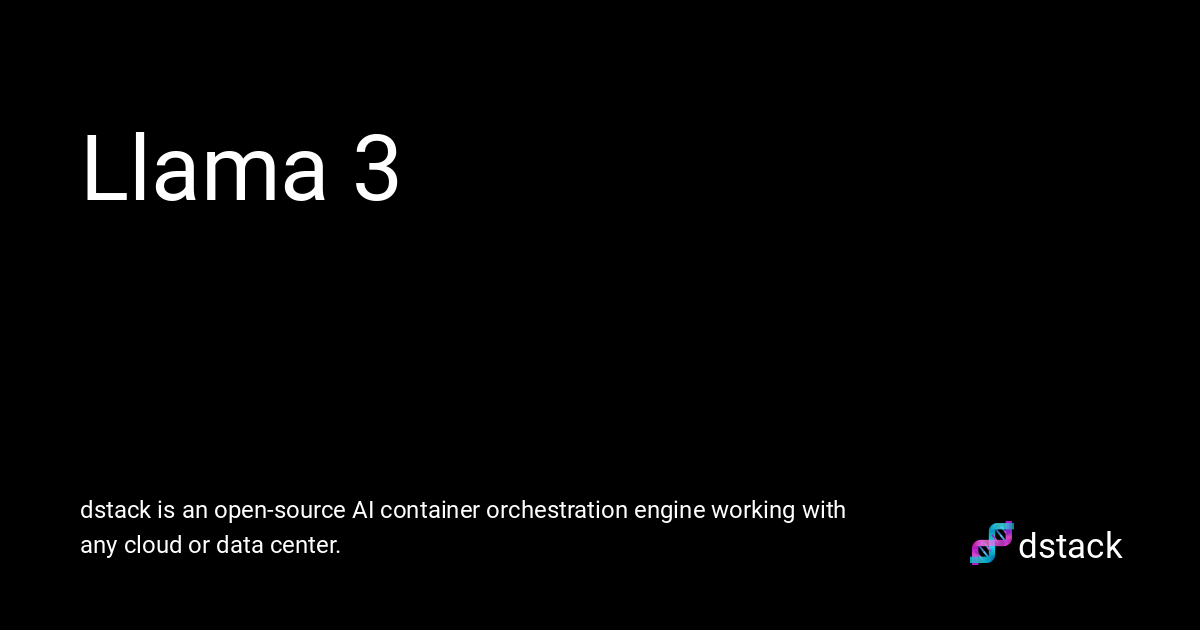 Llama 3
dstack is an open-source AI container orchestration engine working with
any cloud or data center.
dstack